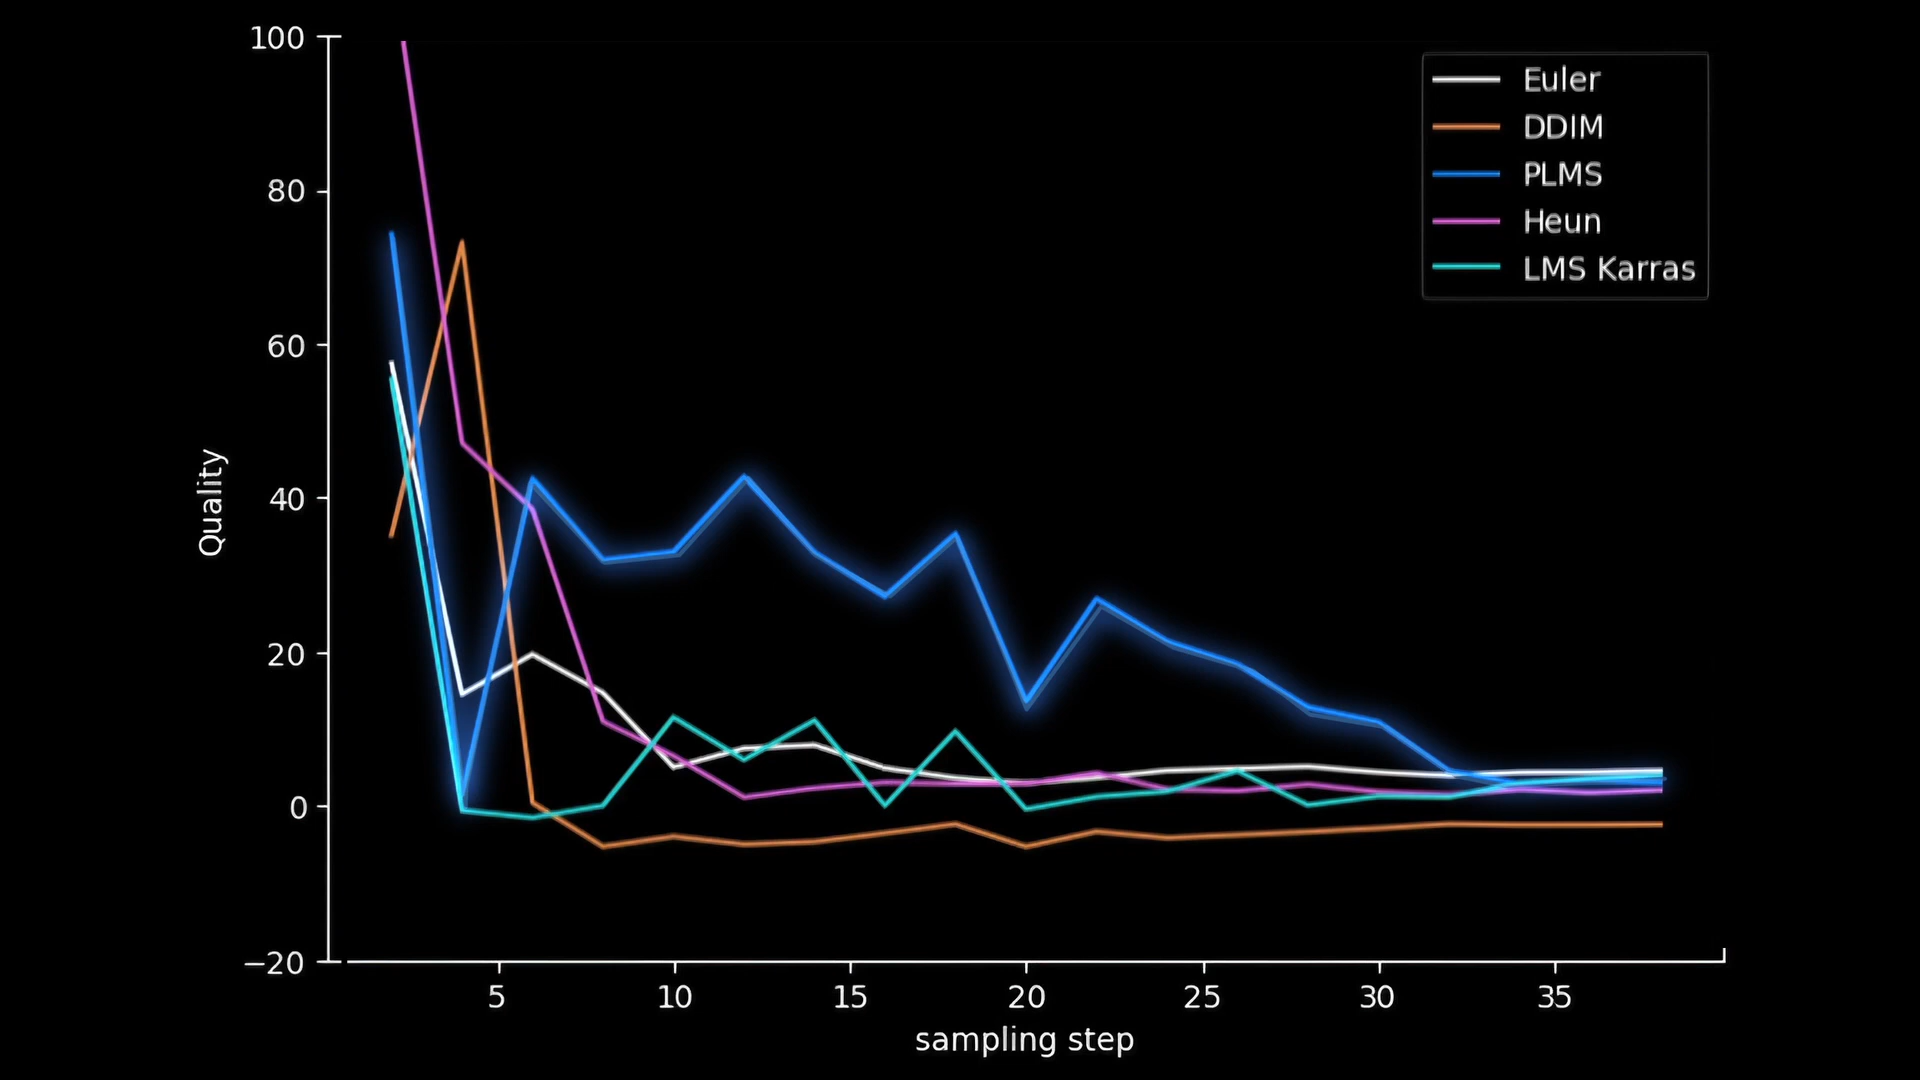 100
80
60
40
20
0
−20
Quality
5 10 15 20 25 30 35
sampling step
Euler
DDIM
PLMS
Heun
LMS Karras